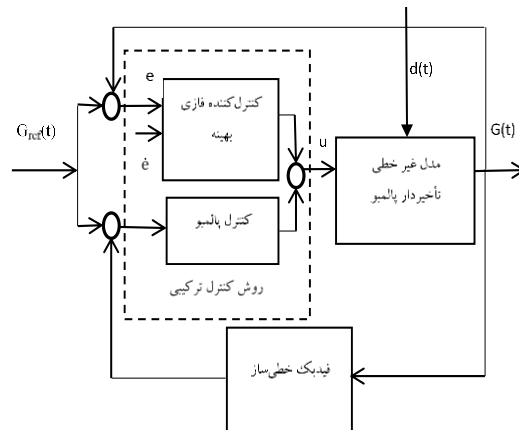 d(t)
e
کنترل‌کننده فازی
بهینه
G_ref(t)
ė
u
G(t)
مدل غیر خطی
تأخیردار پالمبو
کنترل پالمبو
روش کنترل ترکیبی
فیدبک خطی‌ساز